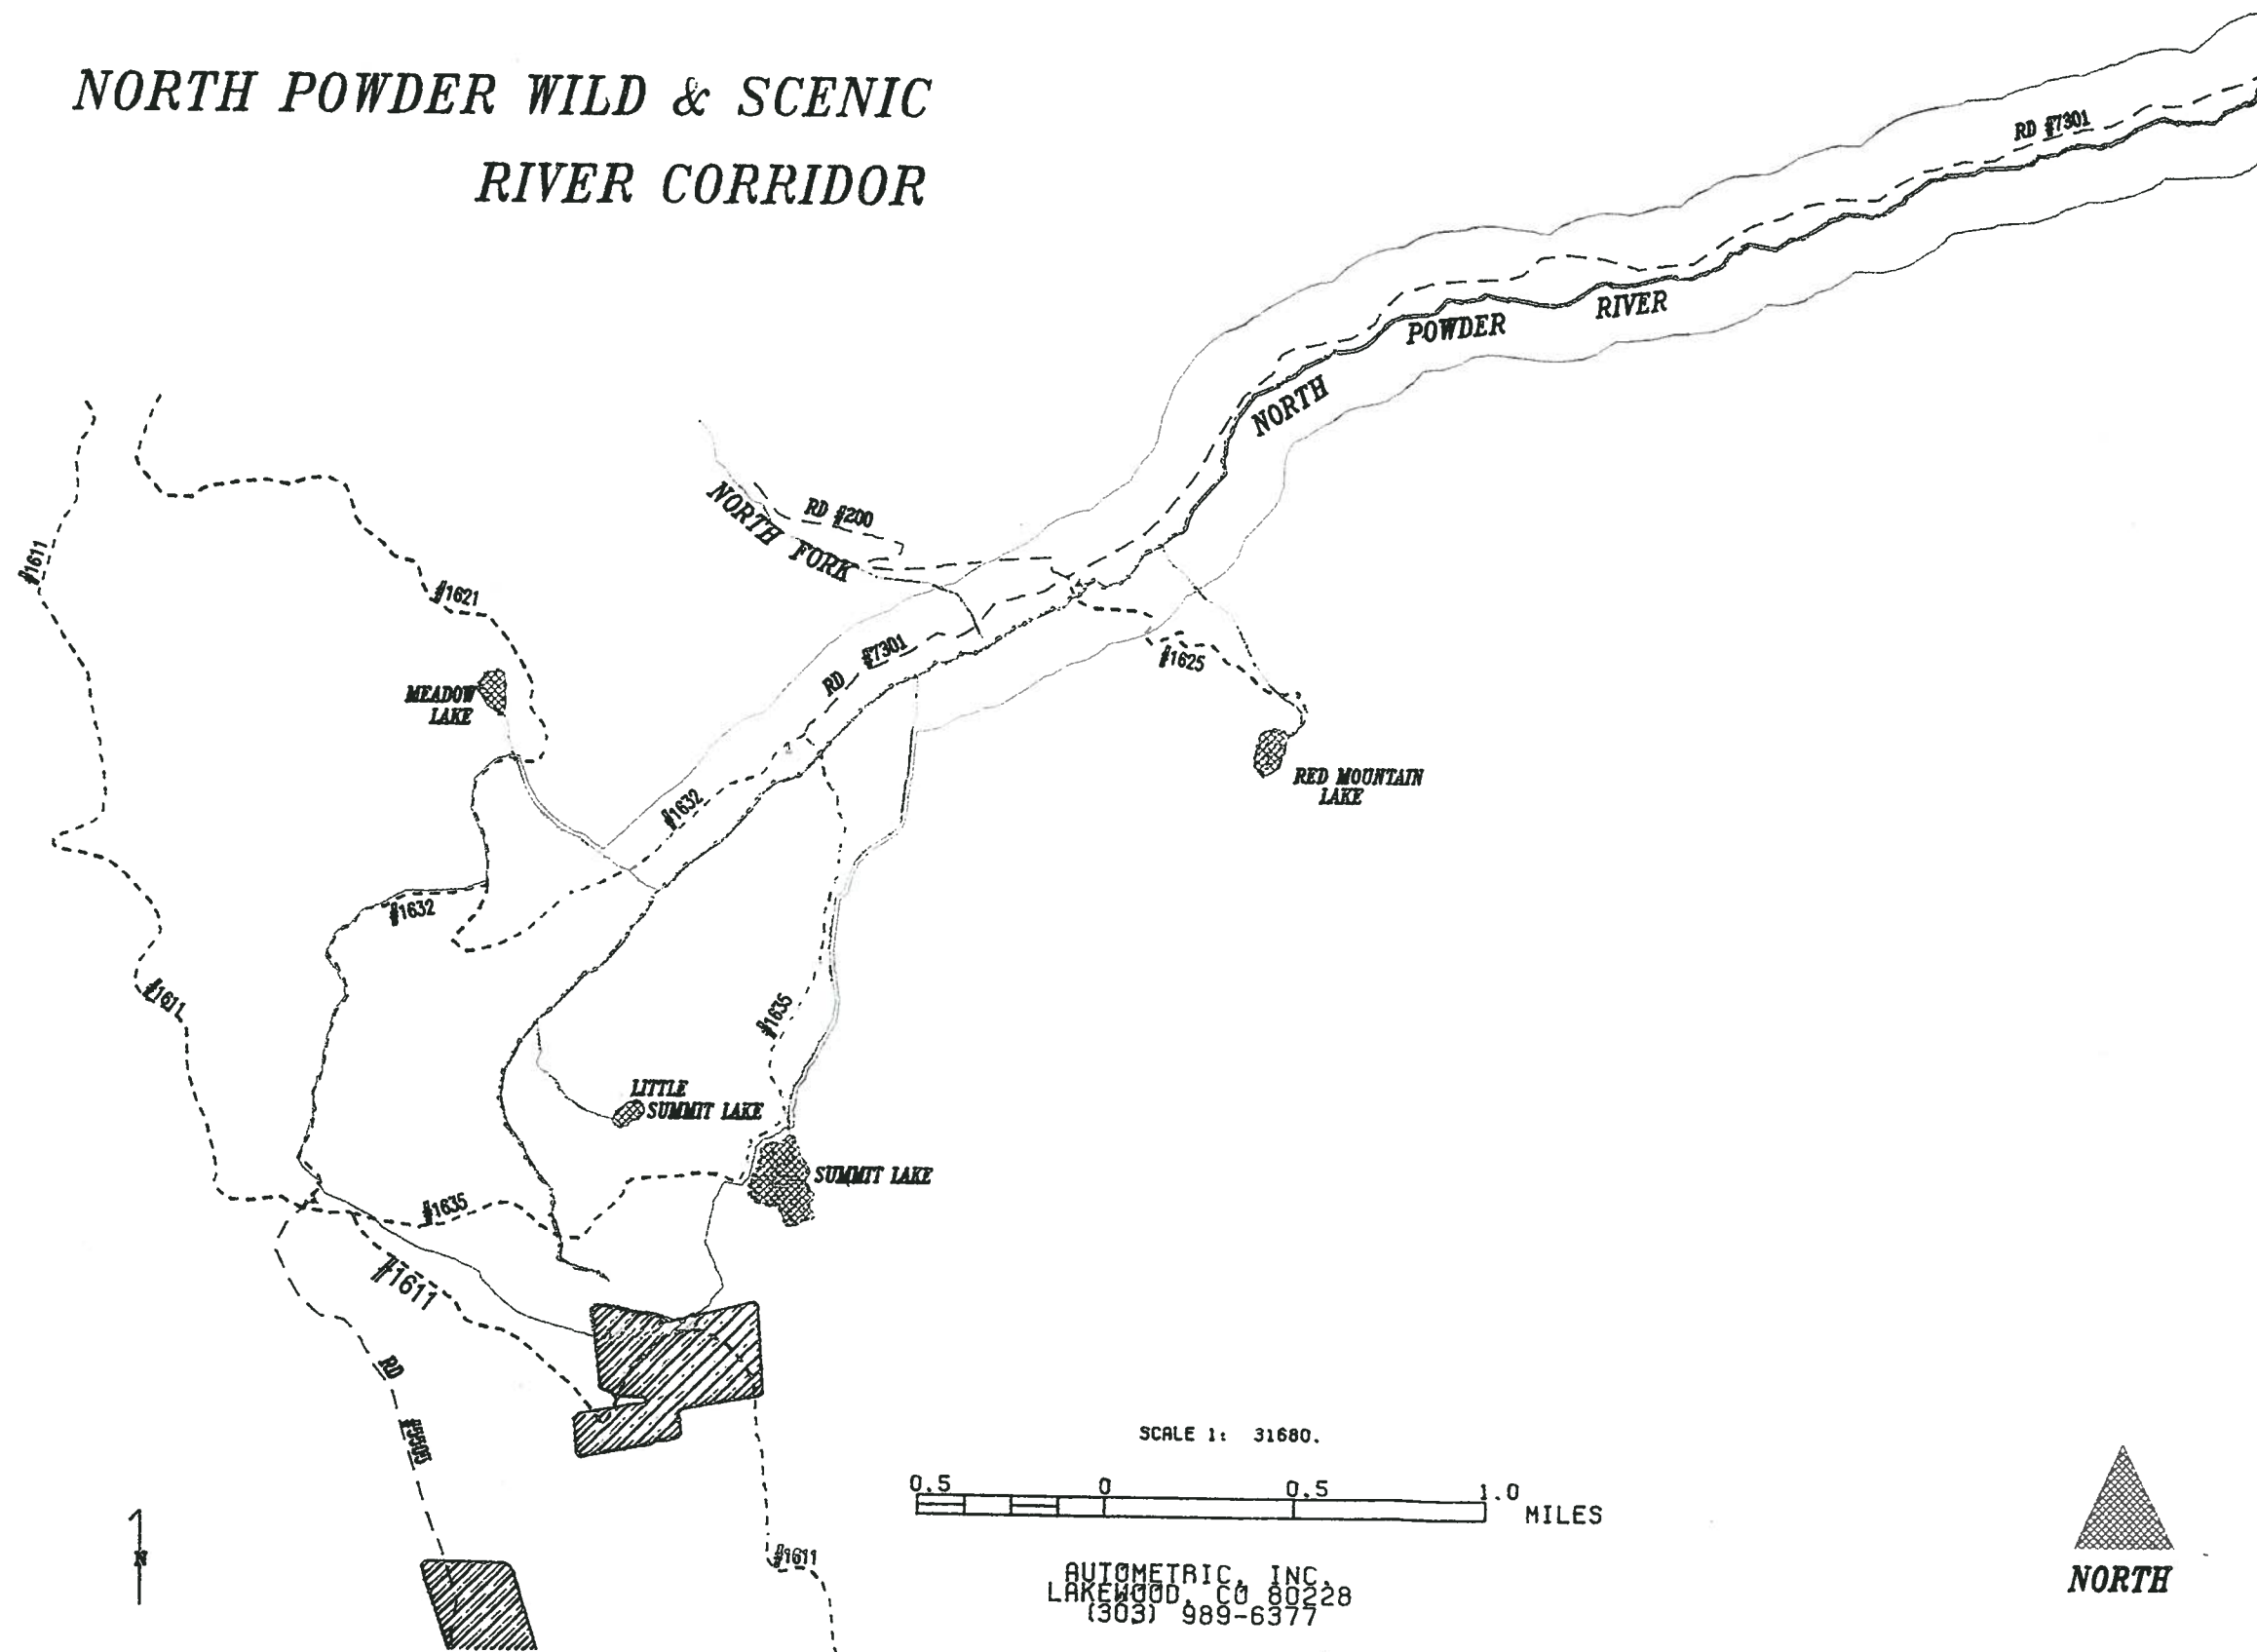 NORTH POWDER WILD & SCENIC
RIVER CORRIDOR
RD #7301
POWDER
RIVER
NORTH
RD #200
NORTH FORK
#1611
#1621
RD #7301
#1625
MEADOW
LAKE
RED MOUNTAIN
LAKE
#1632
#1632
#1611
#1635
LITTLE
SUMMIT LAKE
SUMMIT LAKE
#1635
#1611
RD
#5505
SCALE 1: 31680.
0.5 0 0.5 1.0
MILES
#1611
N
AUTOMETRIC, INC.
LAKEWOOD, CO 80228
(303) 989-6377
NORTH